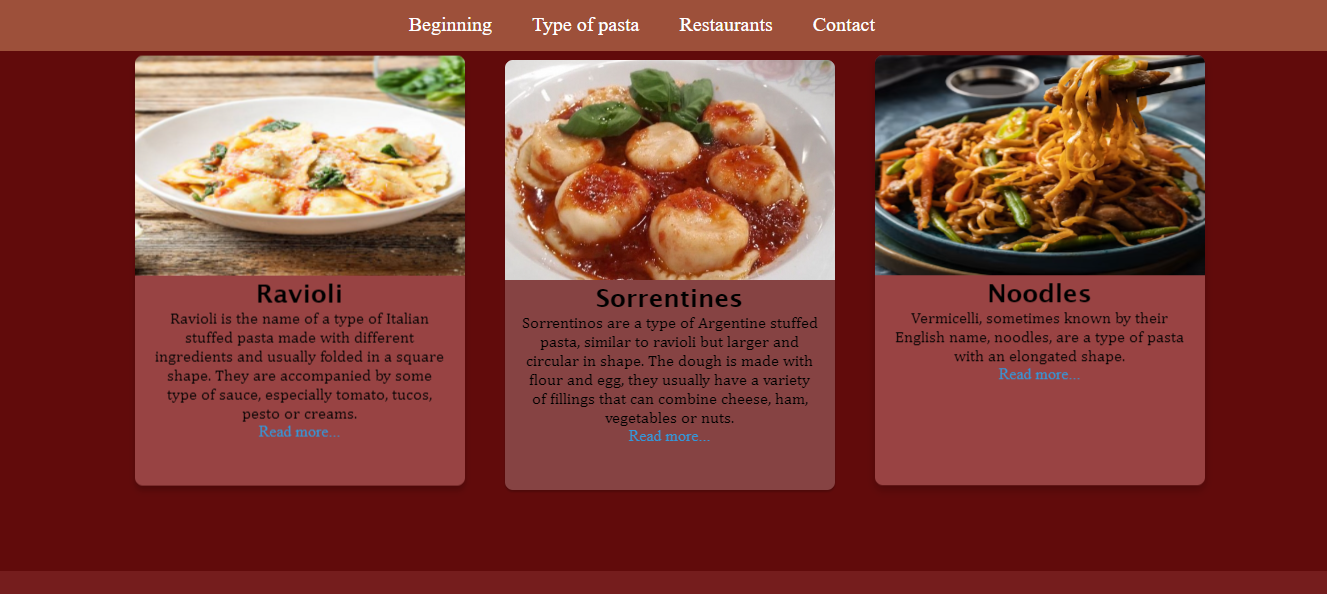 Beginning Type of pasta Restaurants Contact
Ravioli
Ravioli is the name of a type of Italian
stuffed pasta made with different
ingredients and usually folded in a square
shape. They are accompanied by some
type of sauce, especially tomato, tucos,
pesto or creams.
Read more...
Sorrentines
Sorrentinos are a type of Argentine stuffed
pasta, similar to ravioli but larger and
circular in shape. The dough is made with
flour and egg, they usually have a variety
of fillings that can combine cheese, ham,
vegetables or nuts.
Read more...
Noodles
Vermicelli, sometimes known by their
English name, noodles, are a type of pasta
with an elongated shape.
Read more...